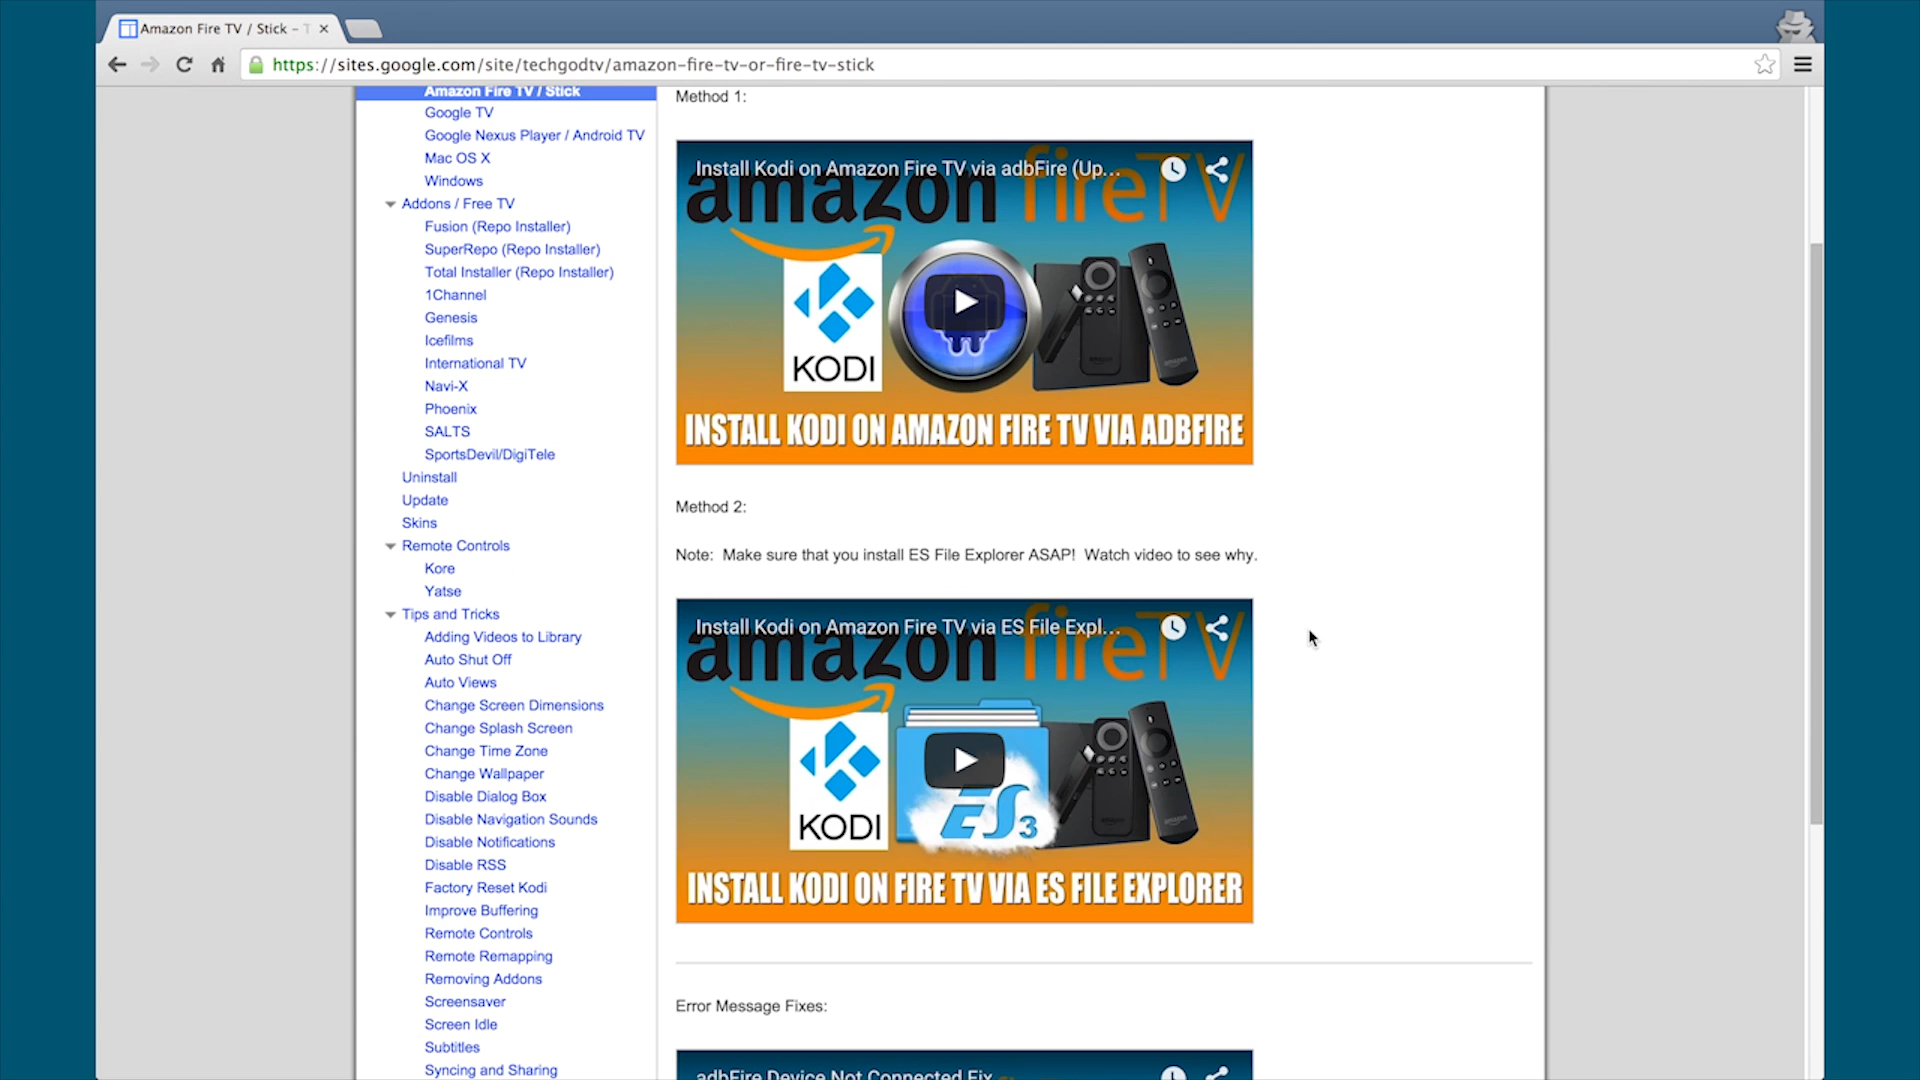 Amazon Fire TV / Stick – T
https://sites.google.com/site/techgodtv/amazon-fire-tv-or-fire-tv-stick
Amazon Fire TV / Stick
Google TV
Google Nexus Player / Android TV
Mac OS X
Windows
Addons / Free TV
Fusion (Repo Installer)
SuperRepo (Repo Installer)
Total Installer (Repo Installer)
1Channel
Genesis
Icefilms
International TV
Navi-X
Phoenix
SALTS
SportsDevil/DigiTele
Uninstall
Update
Skins
Remote Controls
Kore
Yatse
Tips and Tricks
Adding Videos to Library
Auto Shut Off
Auto Views
Change Screen Dimensions
Change Splash Screen
Change Time Zone
Change Wallpaper
Disable Dialog Box
Disable Navigation Sounds
Disable Notifications
Disable RSS
Factory Reset Kodi
Improve Buffering
Remote Controls
Remote Remapping
Removing Addons
Screensaver
Screen Idle
Subtitles
Syncing and Sharing
Method 1:
Install Kodi on Amazon Fire TV via adbFire (Up...
amazon fireTV
KODI
INSTALL KODI ON AMAZON FIRE TV VIA ADBFIRE
Method 2:
Note: Make sure that you install ES File Explorer ASAP! Watch video to see why.
Install Kodi on Amazon Fire TV via ES File Expl...
amazon fireTV
KODI
ES 3
INSTALL KODI ON FIRE TV VIA ES FILE EXPLORER
Error Message Fixes:
adbFire Device Not Connected Fix